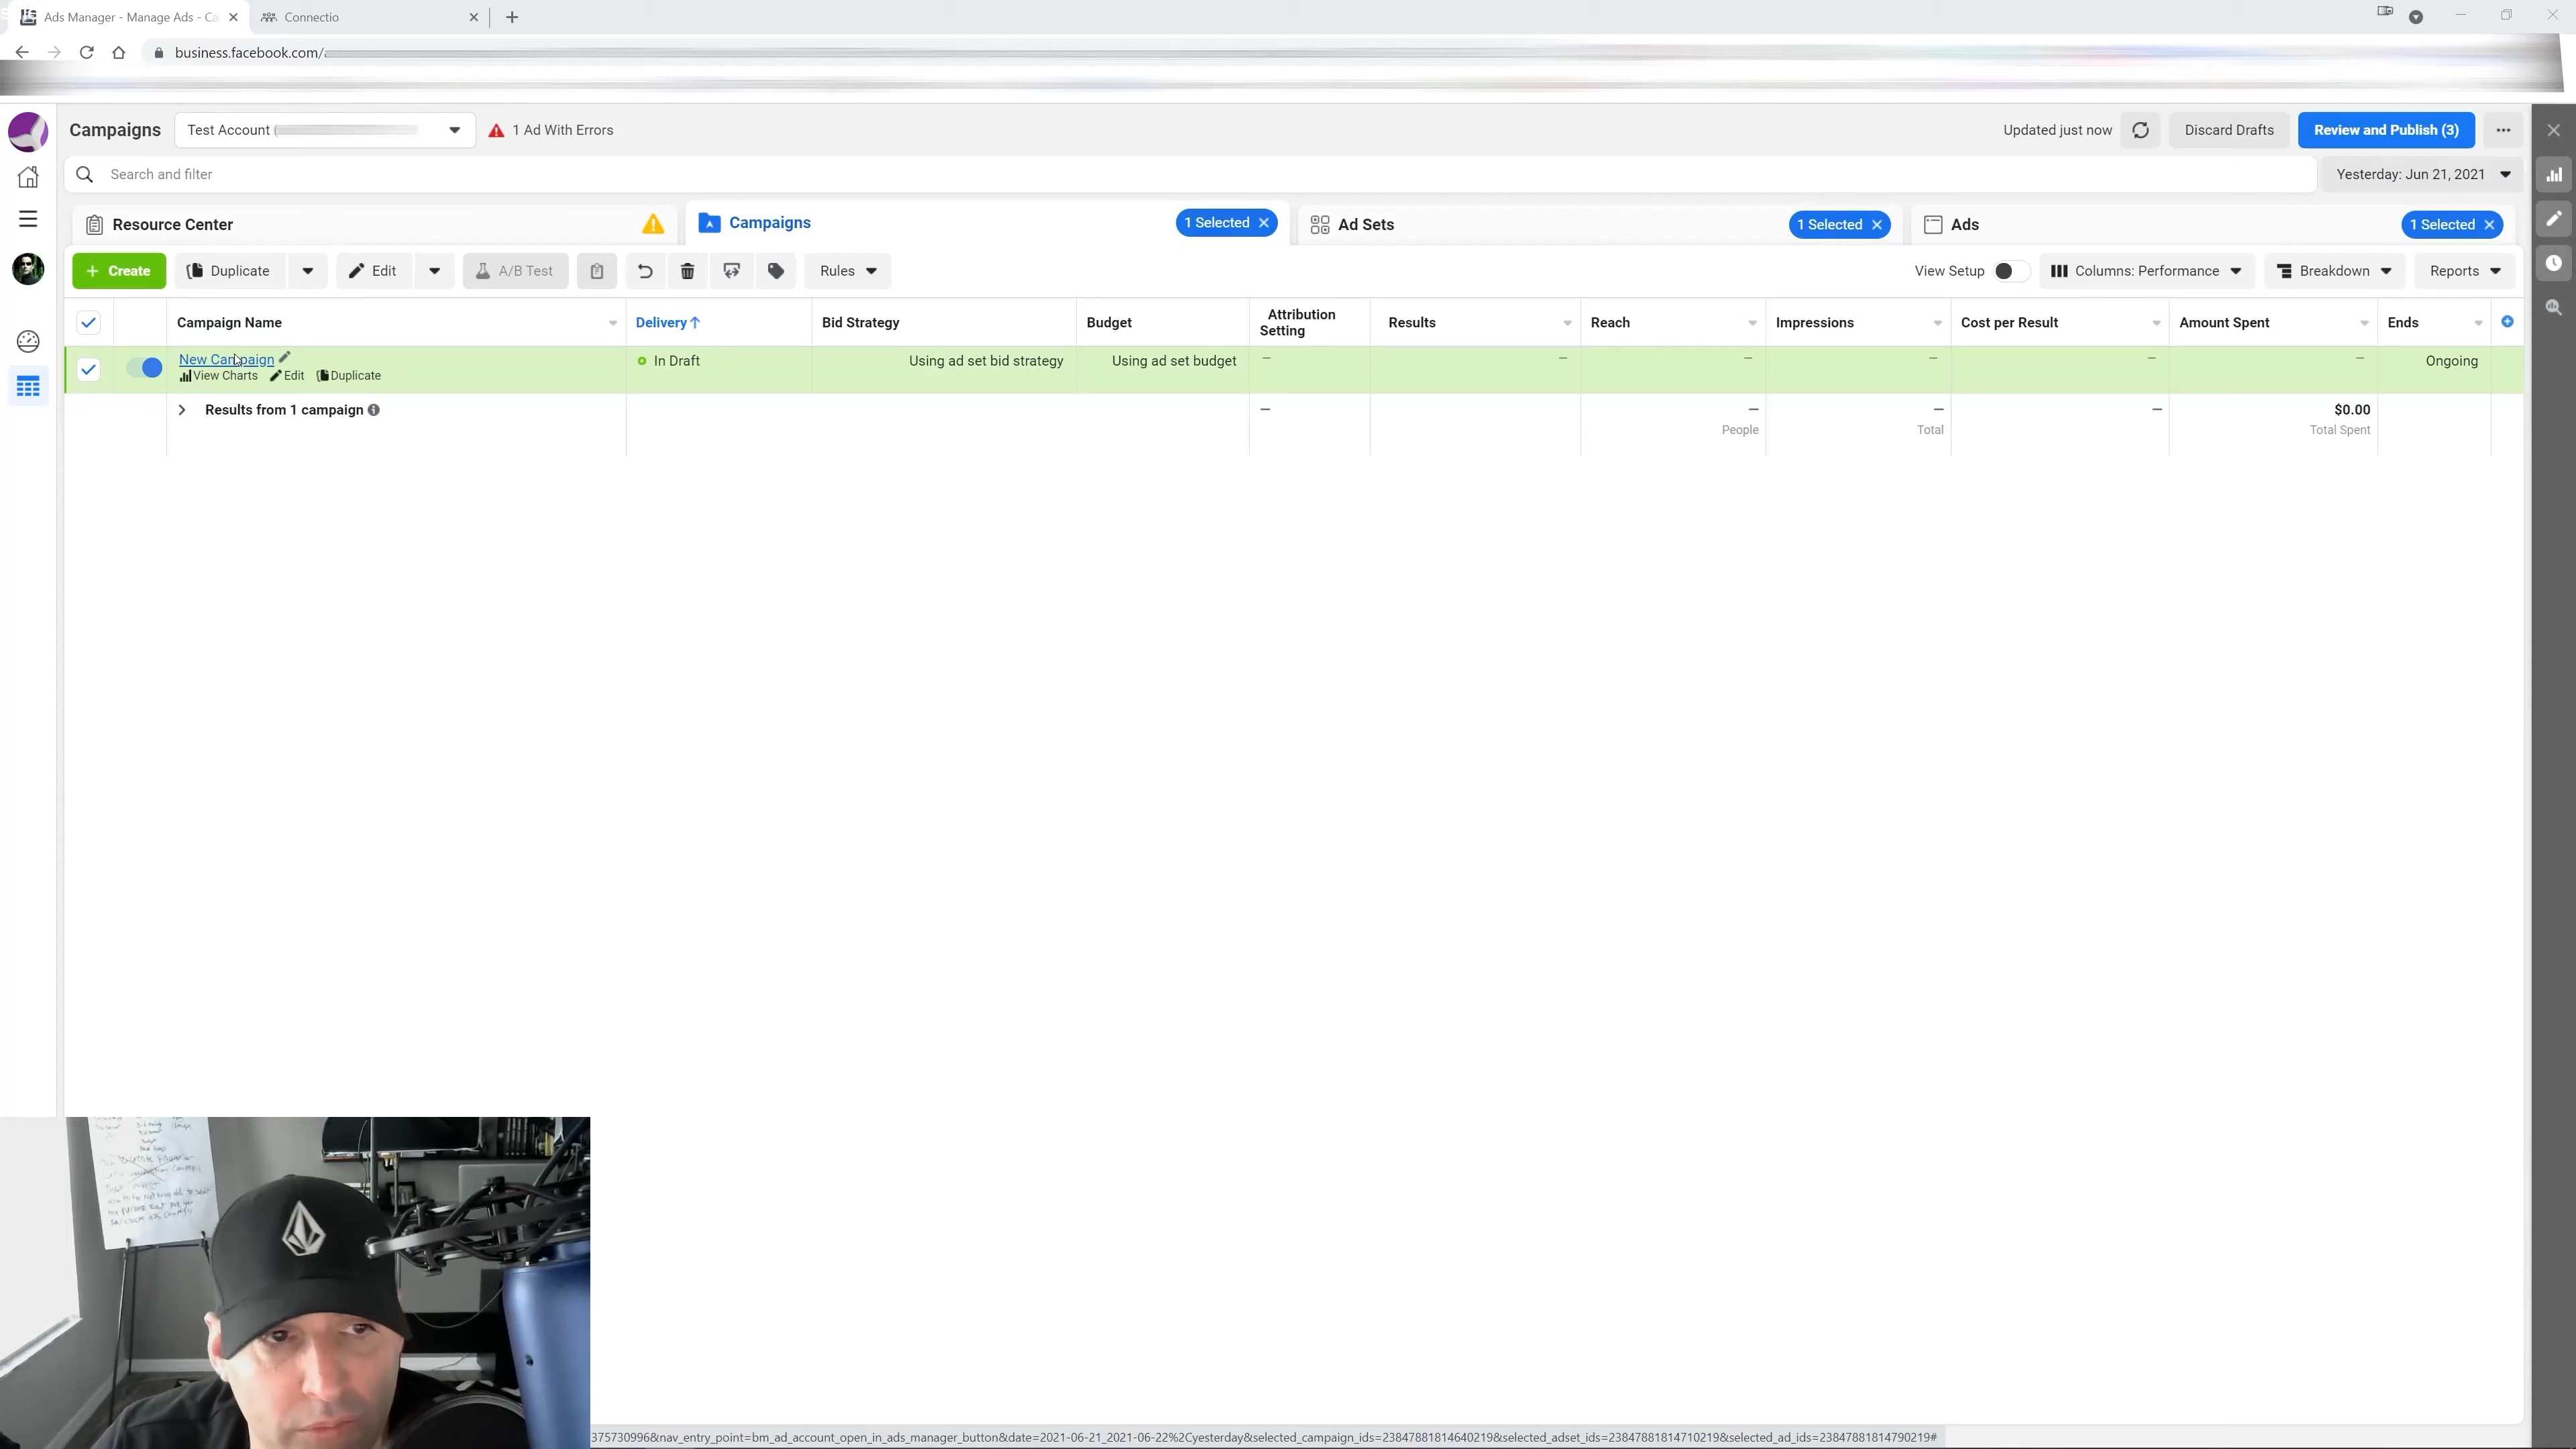 Ads Manager - Manage Ads - Ca
Connectio
business.facebook.com/
Campaigns
Test Account (
1 Ad With Errors
Updated just now
Discard Drafts
Review and Publish (3)
Search and filter
Yesterday: Jun 21, 2021
Resource Center
Campaigns
1 Selected
Ad Sets
1 Selected
Ads
1 Selected
+ Create
Duplicate
Edit
A/B Test
Rules
View Setup
Columns: Performance
Breakdown
Reports
Campaign Name
Delivery↑
Bid Strategy
Budget
Attribution
Setting
Results
Reach
Impressions
Cost per Result
Amount Spent
Ends
New Campaign
In Draft
Using ad set bid strategy
Using ad set budget
—
—
—
—
—
—
Ongoing
View Charts
Edit
Duplicate
Results from 1 campaign
—
—
—
—
$0.00
People
Total
Total Spent
375730996&nav_entry_point=bm_ad_account_open_in_ads_manager_button&date=2021-06-21_2021-06-22%2Cyesterday&selected_campaign_ids=23847881814640219&selected_adset_ids=23847881814710219&selected_ad_ids=23847881814790219#